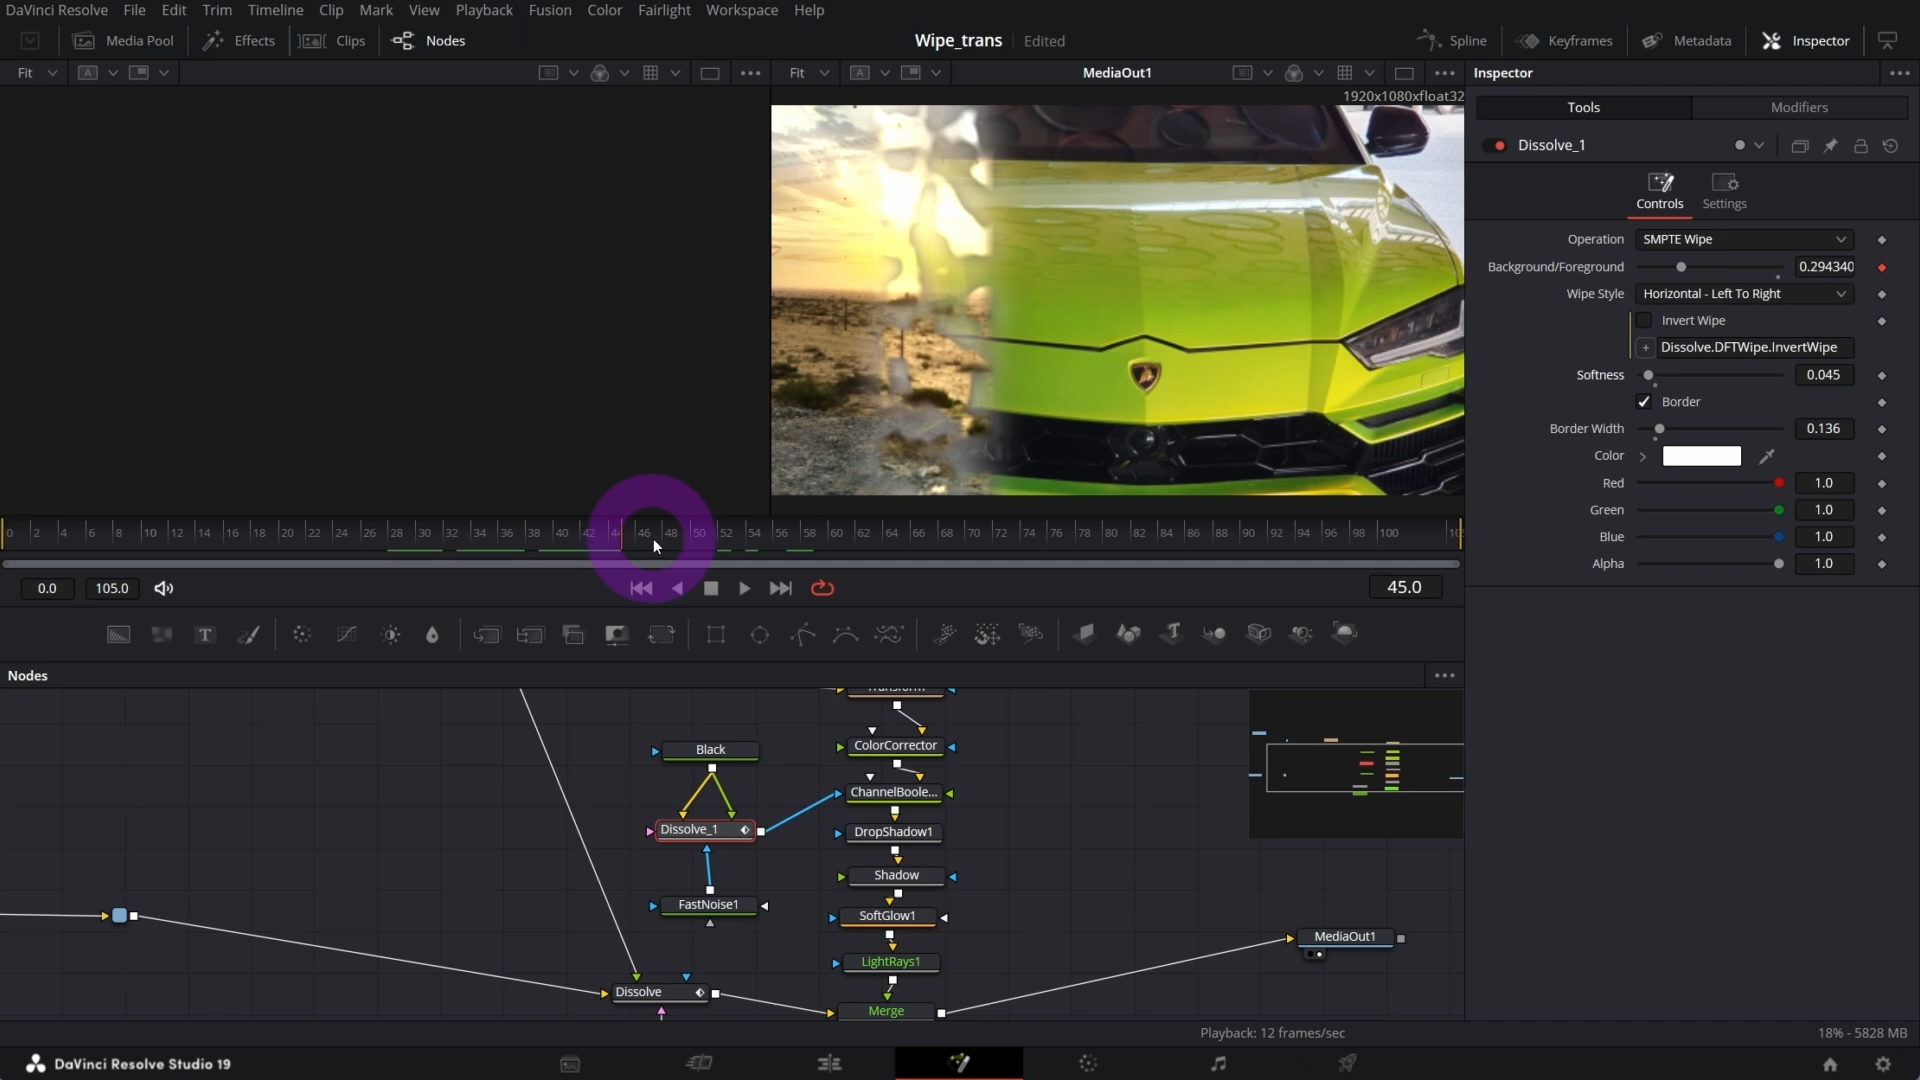 DaVinci Resolve File Edit Trim Timeline Clip Mark View Playback Fusion Color Fairlight Workspace Help
Media Pool Effects Clips Nodes Wipe_trans Edited Spline Keyframes Metadata Inspector
Fit A Fit A MediaOut1 Inspector
1920x1080xfloat32
Tools Modifiers
Dissolve_1
Controls Settings
Operation SMPTE Wipe
Background/Foreground 0.294340
Wipe Style Horizontal - Left To Right
Invert Wipe
+ Dissolve.DFTWipe.InvertWipe
Softness 0.045
Border
Border Width 0.136
Color
Red 1.0
Green 1.0
Blue 1.0
Alpha 1.0
0 2 4 6 8 10 12 14 16 18 20 22 24 26 28 30 32 34 36 38 40 42 44 46 48 50 52 54 56 58 60 62 64 66 68 70 72 74 76 78 80 82 84 86 88 90 92 94 96 98 100
0.0 105.0 45.0
T T
Nodes
Black
ColorCorrector
ChannelBoole...
Dissolve_1
DropShadow1
Shadow
FastNoise1
SoftGlow1
MediaOut1
LightRays1
Dissolve
Merge
Playback: 12 frames/sec 18% - 5828 MB
DaVinci Resolve Studio 19